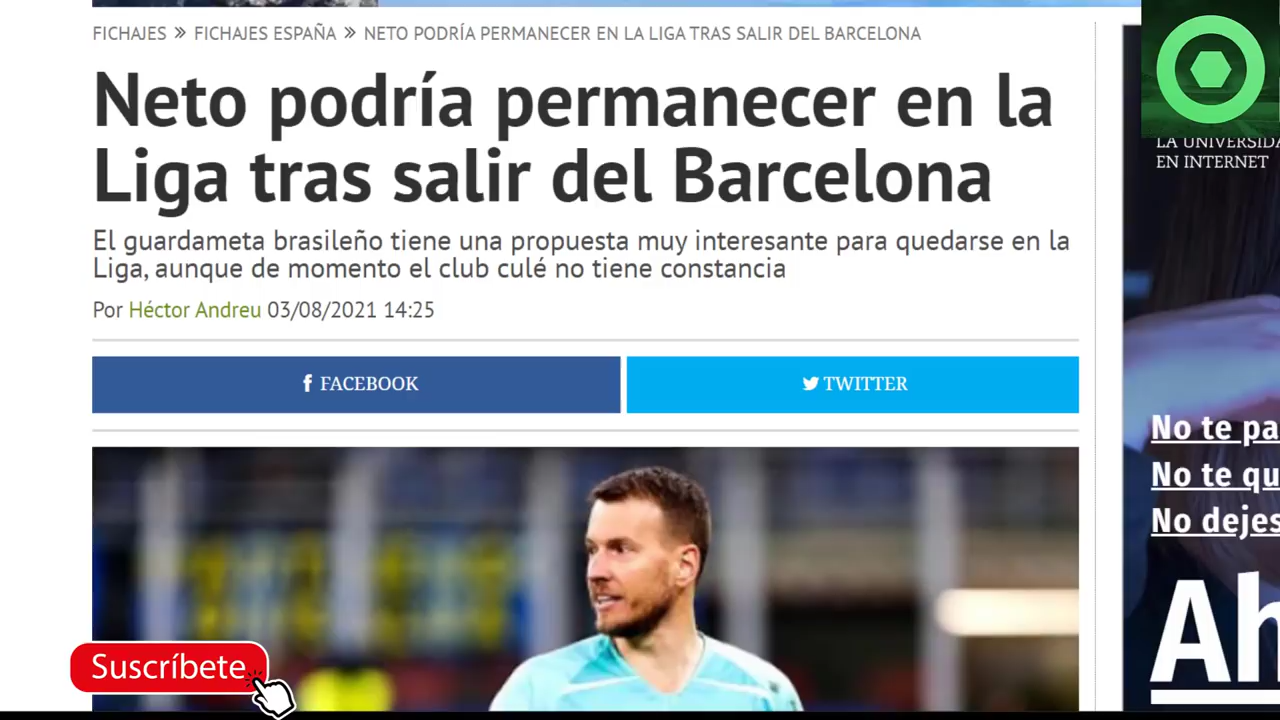 FICHAJES » FICHAJES ESPAÑA » NETO PODRÍA PERMANECER EN LA LIGA TRAS SALIR DEL BARCELONA
Neto podría permanecer en la
Liga tras salir del Barcelona
El guardameta brasileño tiene una propuesta muy interesante para quedarse en la
Liga, aunque de momento el club culé no tiene constancia
Por Héctor Andreu 03/08/2021 14:25
FACEBOOK
TWITTER
LA UNIVERSIDA
EN INTERNET
No te pa
No te qu
No dejes
Ah
Suscríbete